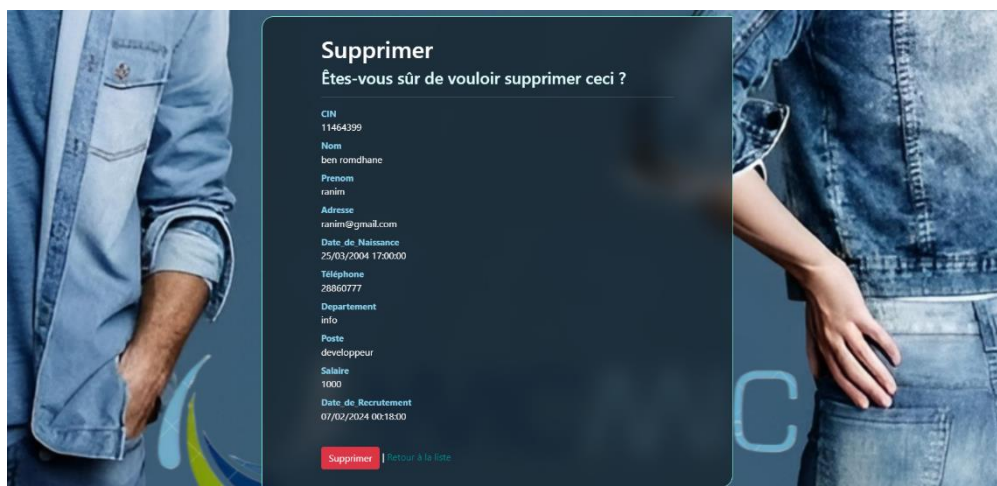 Supprimer
Êtes-vous sûr de vouloir supprimer ceci ?
CIN
11464399
Nom
ben romdhane
Prenom
ranim
Adresse
ranim@gmail.com
Date_de_Naissance
25/03/2004 17:00:00
Téléphone
28860777
Departement
info
Poste
developpeur
Salaire
1000
Date_de_Recrutement
07/02/2024 00:18:00
Supprimer | Retour à la liste